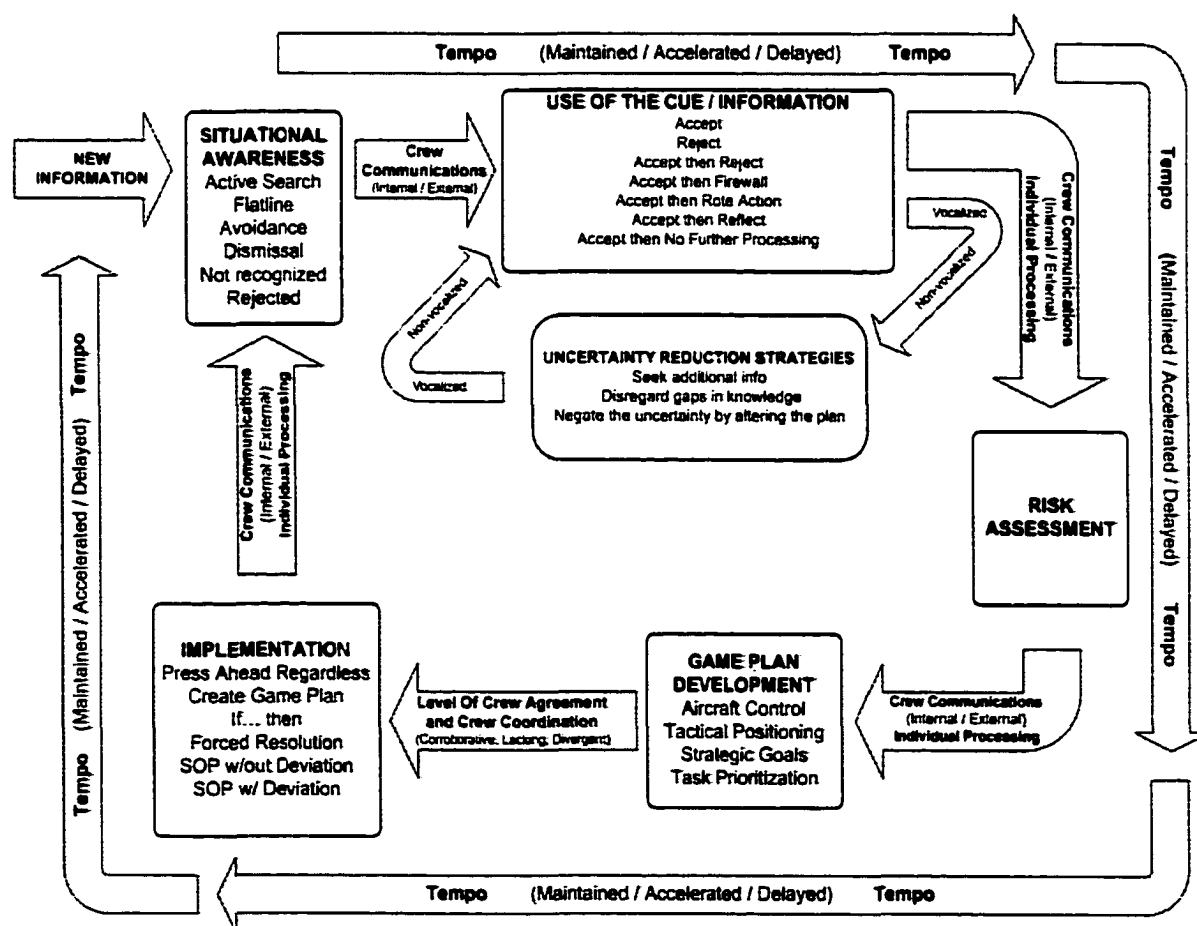 Tempo (Maintained / Accelerated / Delayed) Tempo
NEW
INFORMATION
SITUATIONAL
AWARENESS
Active Search
Flatline
Avoidance
Dismissal
Not recognized
Rejected
Crew
Communications
(Internal / External)
USE OF THE CUE / INFORMATION
Accept
Reject
Accept then Reject
Accept then Firewall
Accept then Rote Action
Accept then Reflect
Accept then No Further Processing
Vocalized
Non-vocalized
Non-vocalized
Vocalized
UNCERTAINTY REDUCTION STRATEGIES
Seek additional info
Disregard gaps in knowledge
Negate the uncertainty by altering the plan
Crew Communications
(Internal / External)
Individual Processing
Tempo (Maintained / Accelerated / Delayed) Tempo
RISK
ASSESSMENT
Crew Communications
(Internal / External)
Individual Processing
GAME PLAN
DEVELOPMENT
Aircraft Control
Tactical Positioning
Strategic Goals
Task Prioritization
Level Of Crew Agreement
and Crew Coordination
(Corroborative; Lacking; Divergent)
IMPLEMENTATION
Press Ahead Regardless
Create Game Plan
If... then
Forced Resolution
SOP w/out Deviation
SOP w/ Deviation
Crew Communications
(Internal / External)
Individual Processing
Tempo (Maintained / Accelerated / Delayed) Tempo
Tempo (Maintained / Accelerated / Delayed) Tempo